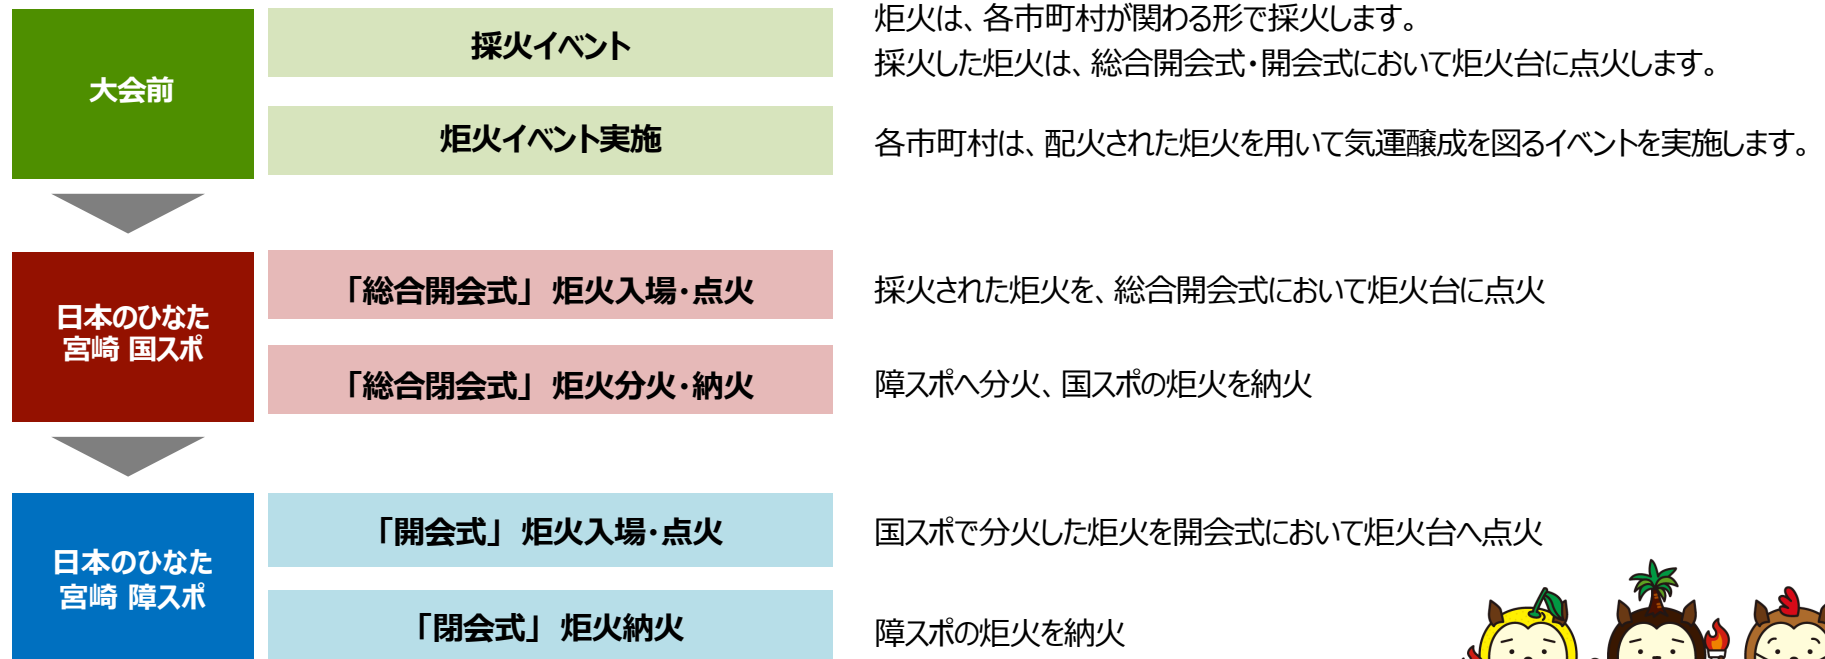 大会前
採火イベント
炬火は、各市町村が関わる形で採火します。
採火した炬火は、総合開会式・開会式において炬火台に点火します。
炬火イベント実施
各市町村は、配火された炬火を用いて気運醸成を図るイベントを実施します。
日本のひなた
宮崎 国スポ
「総合開会式」 炬火入場・点火
採火された炬火を、総合開会式において炬火台に点火
「総合閉会式」 炬火分火・納火
障スポへ分火、国スポの炬火を納火
日本のひなた
宮崎 障スポ
「開会式」 炬火入場・点火
国スポで分火した炬火を開会式において炬火台へ点火
「閉会式」 炬火納火
障スポの炬火を納火